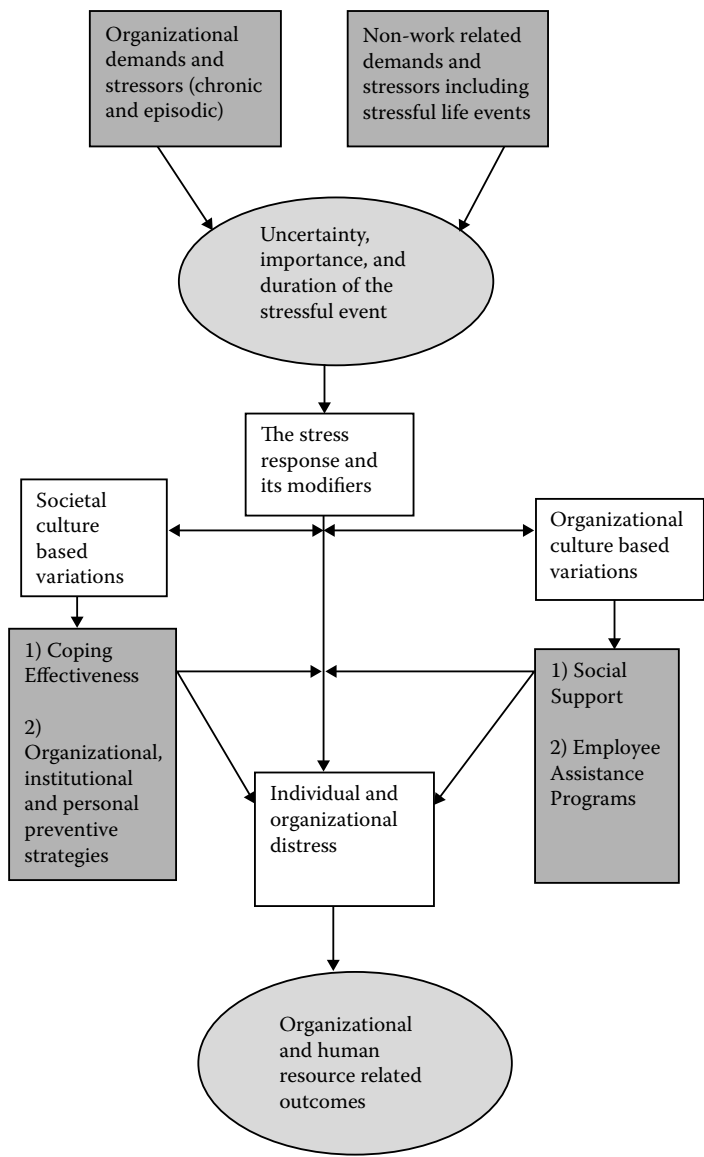 Organizational
demands and
stressors (chronic
and episodic)
Non-work related
demands and
stressors including
stressful life events
Uncertainty,
importance, and
duration of the
stressful event
The stress
response and
its modifiers
Societal
culture
based
variations
Organizational
culture based
variations
1) Coping
Effectiveness
2)
Organizational,
institutional
and personal
preventive
strategies
1) Social
Support
2) Employee
Assistance
Programs
Individual and
organizational
distress
Organizational
and human
resource related
outcomes